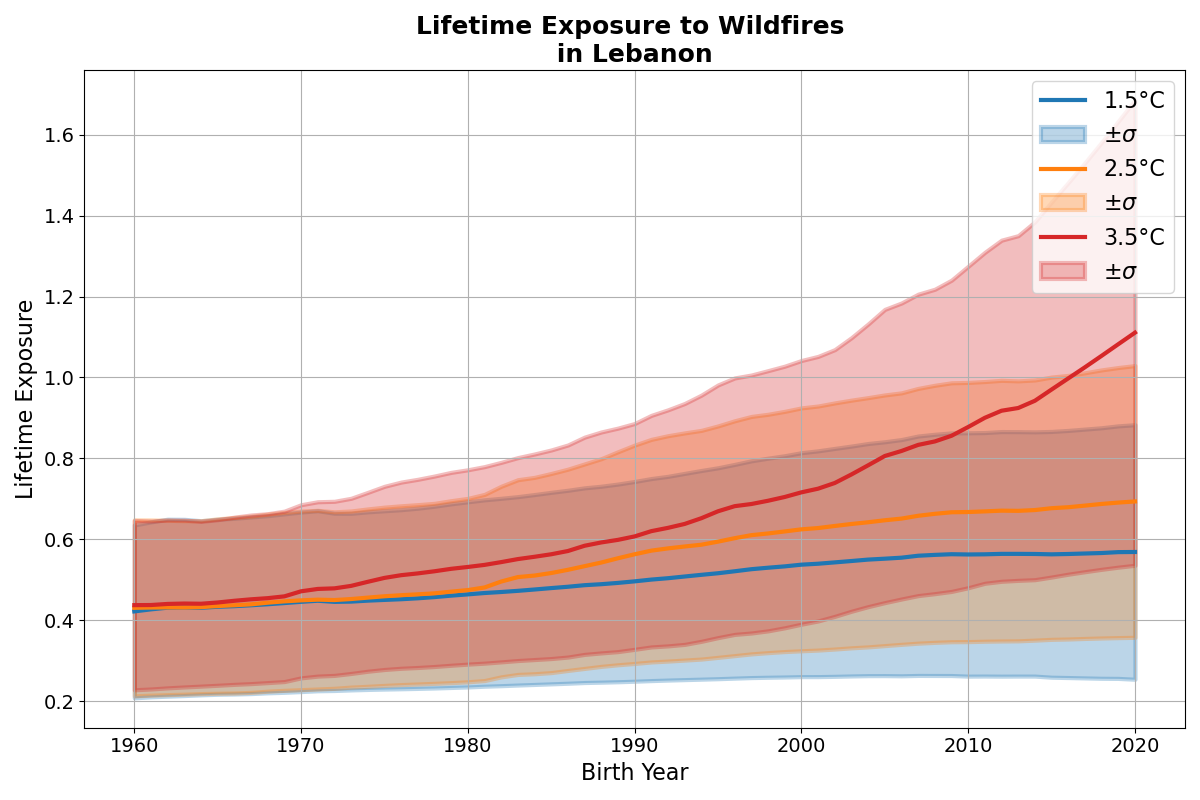 Lifetime Exposure to Wildfires
in Lebanon
1.5°C
±σ
2.5°C
±σ
3.5°C
±σ
Lifetime Exposure
1.6
1.4
1.2
1.0
0.8
0.6
0.4
0.2
1960 1970 1980 1990 2000 2010 2020
Birth Year